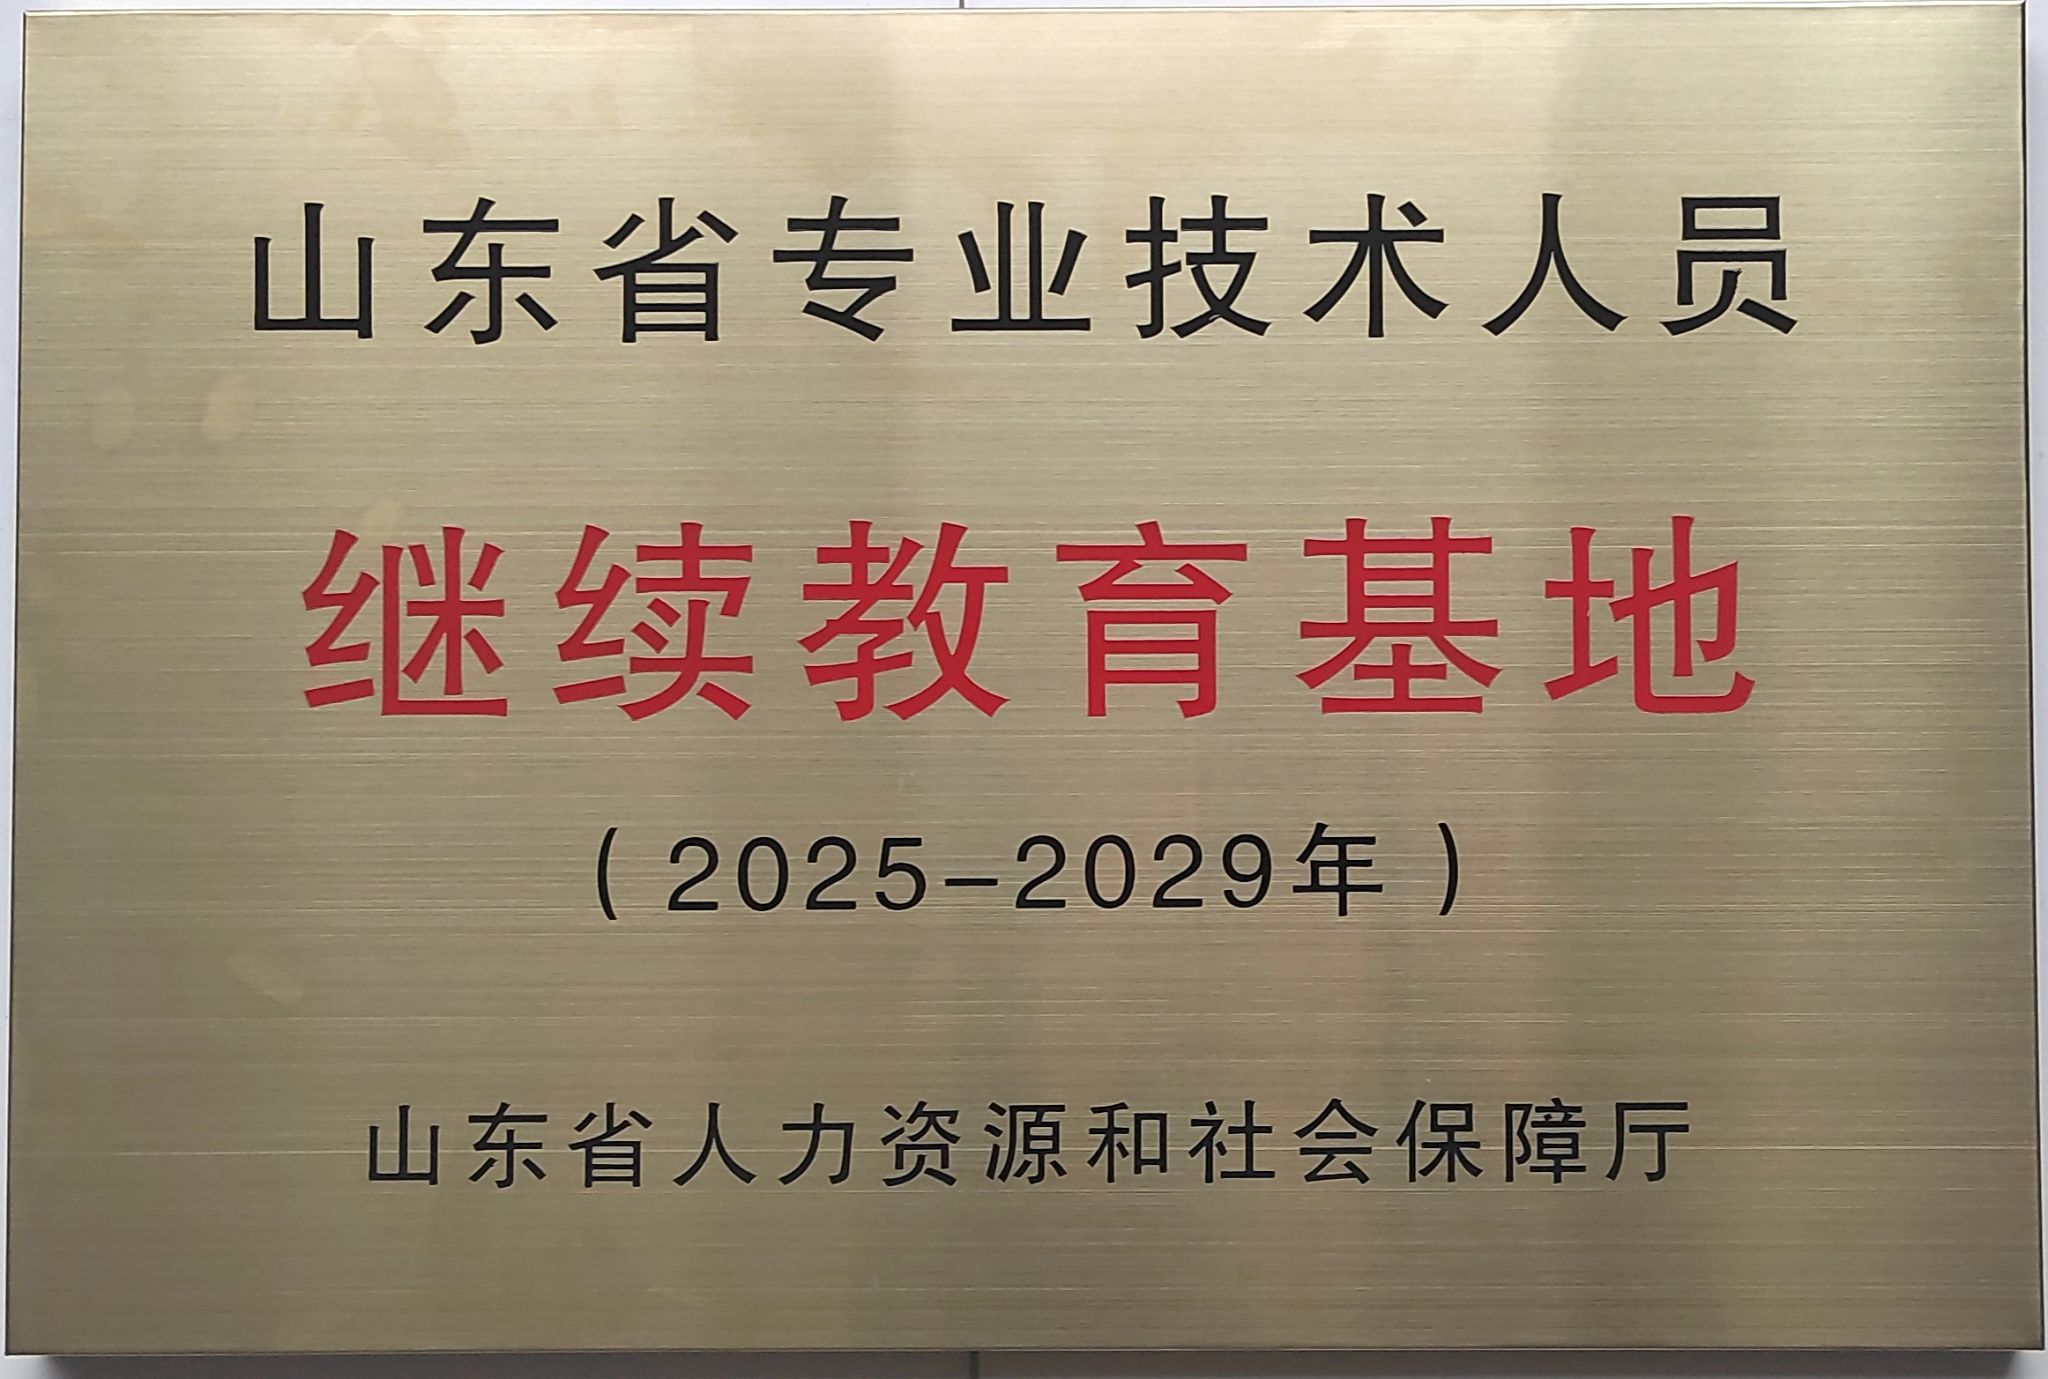 山东省专业技术人员
继续教育基地
（2025-2029年）
山东省人力资源和社会保障厅